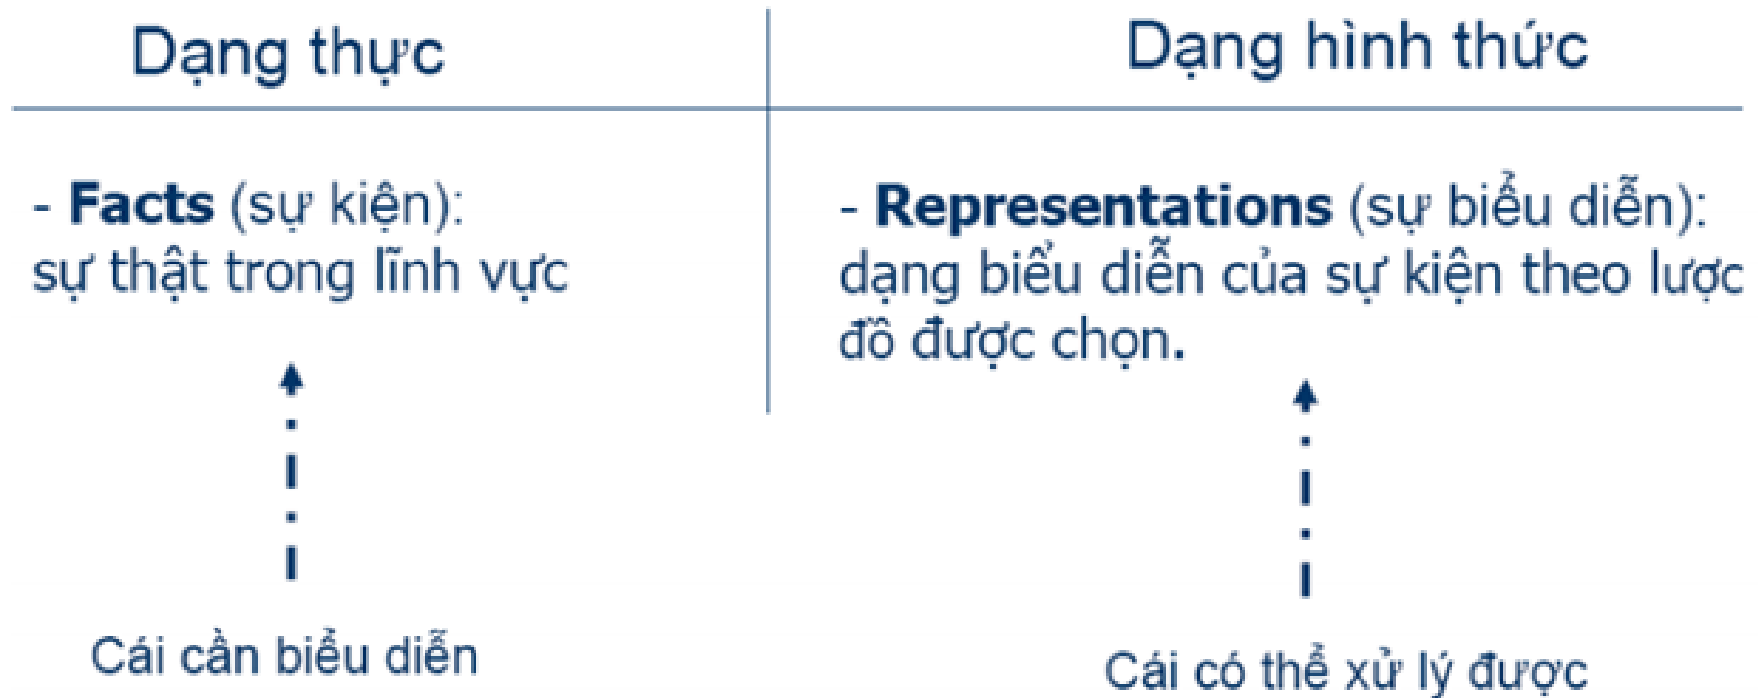 Dạng thực
Dạng hình thức
- Facts (sự kiện):
sự thật trong lĩnh vực
- Representations (sự biểu diễn):
dạng biểu diễn của sự kiện theo lược
đồ được chọn.
Cái cần biểu diễn
Cái có thể xử lý được